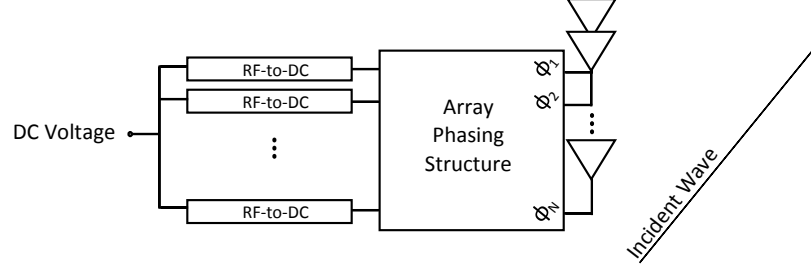 DC Voltage
RF-to-DC
RF-to-DC
RF-to-DC
Array
Phasing
Structure
Φ1
Φ2
ΦN
Incident Wave